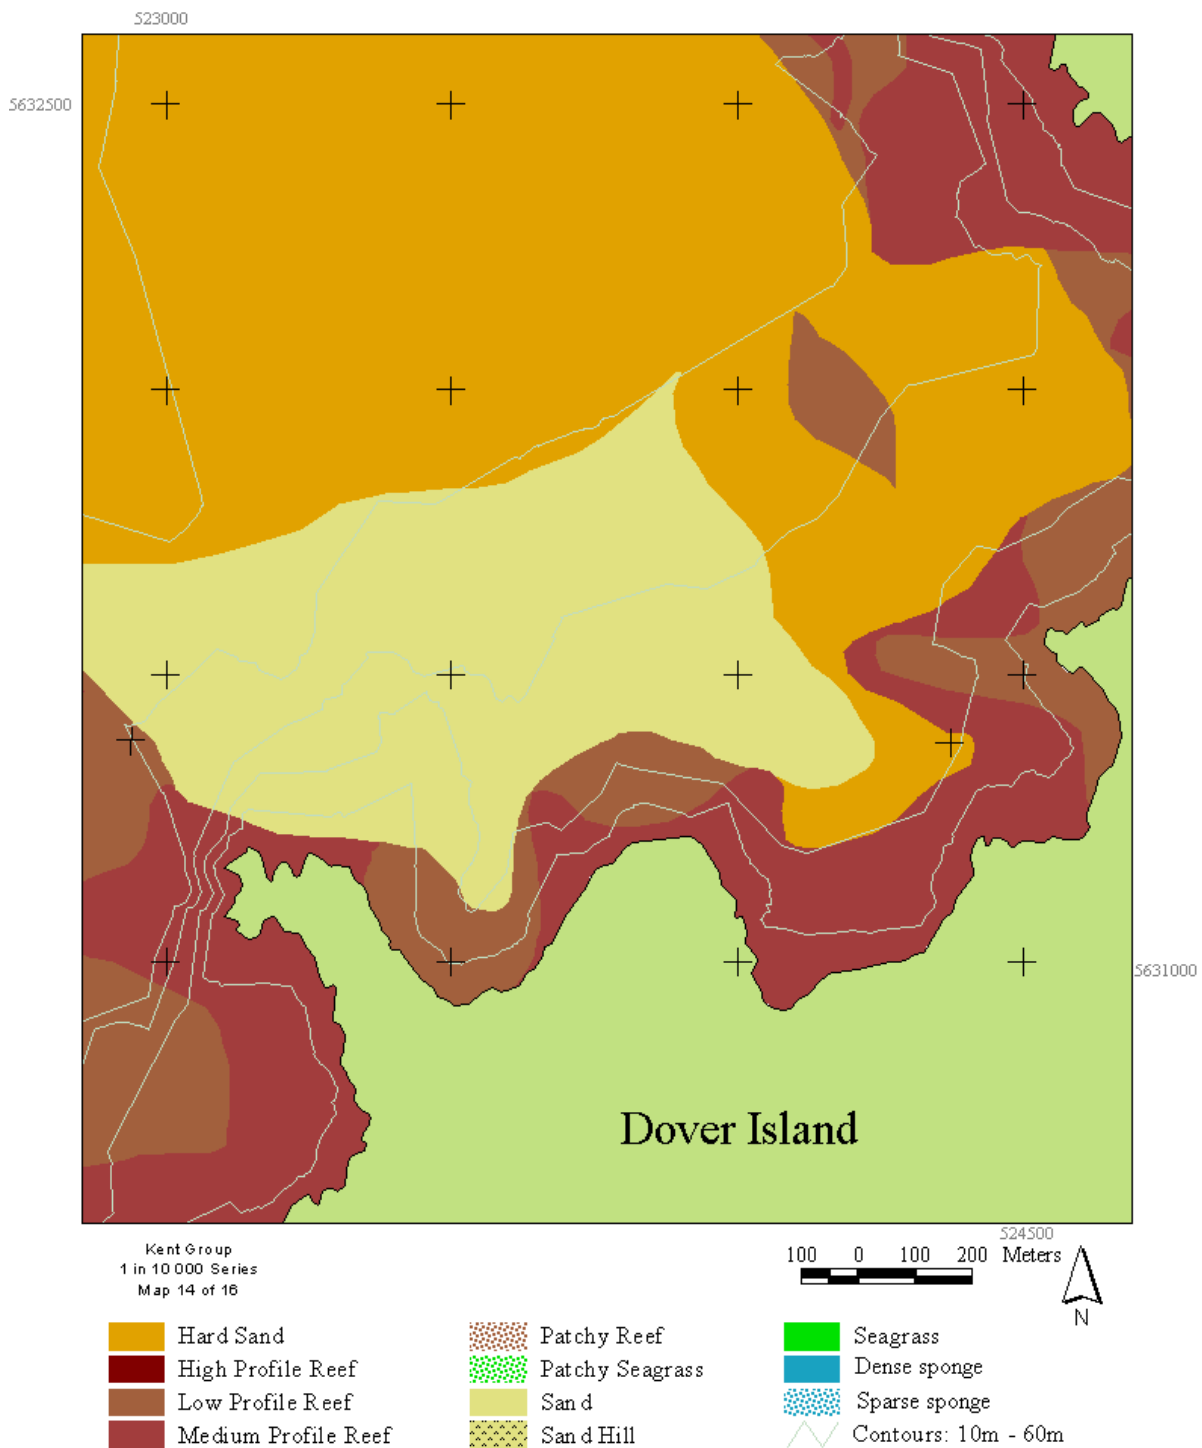 523000
5632500
5631000
Dover Island
524500
Kent Group
1 in 10 000 Series
Map 14 of 16
100 0 100 200 Meters
N
Hard Sand
High Profile Reef
Low Profile Reef
Medium Profile Reef
Patchy Reef
Patchy Seagrass
Sand
Sand Hill
Seagrass
Dense sponge
Sparse sponge
Contours: 10m - 60m